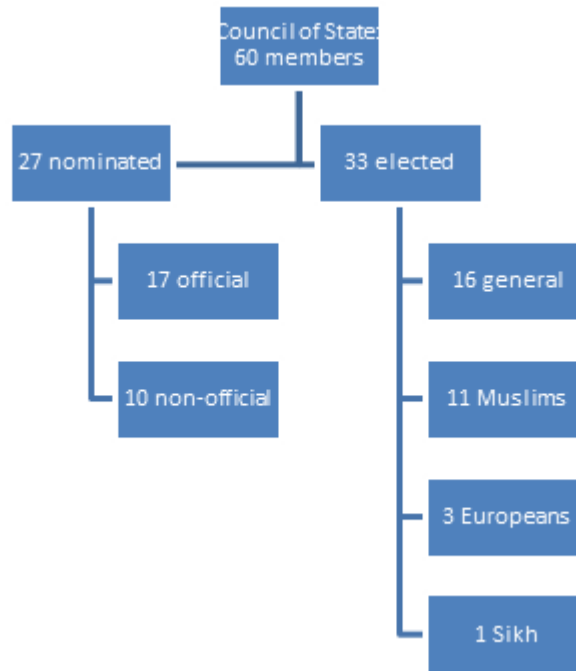 Council of State:
60 members
27 nominated
33 elected
17 official
10 non-official
16 general
11 Muslims
3 Europeans
1 Sikh